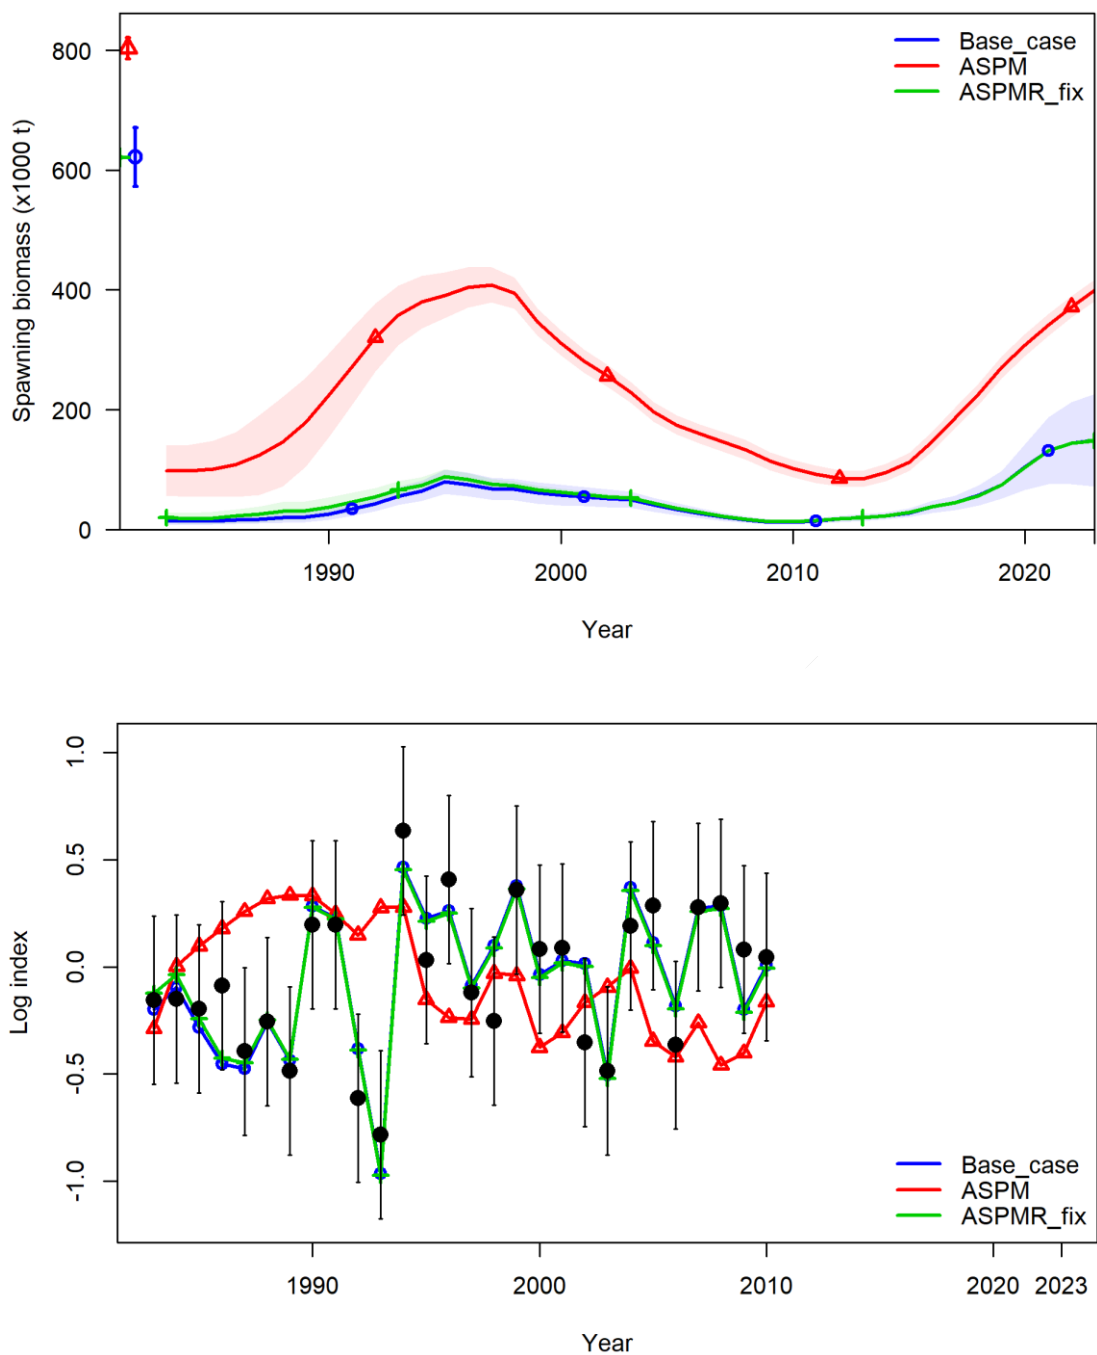 Spawning biomass (x1000 t)
800
600
400
200
0
Base_case
ASPM
ASPMR_fix
1990
2000
2010
2020
Year
Log index
1.0
0.5
0.0
-0.5
-1.0
Base_case
ASPM
ASPMR_fix
1990
2000
2010
2020
2023
Year